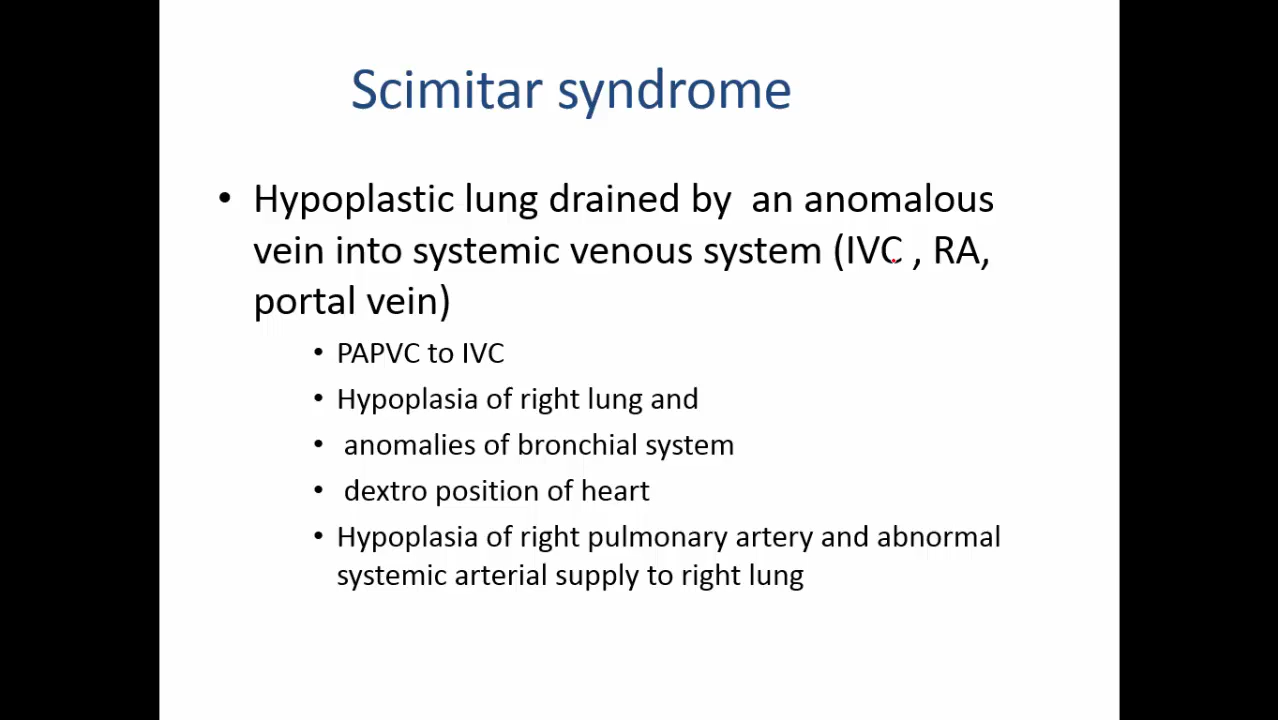 Scimitar syndrome
• Hypoplastic lung drained by an anomalous
vein into systemic venous system (IVC , RA,
portal vein)
• PAPVC to IVC
• Hypoplasia of right lung and
• anomalies of bronchial system
• dextro position of heart
• Hypoplasia of right pulmonary artery and abnormal
systemic arterial supply to right lung